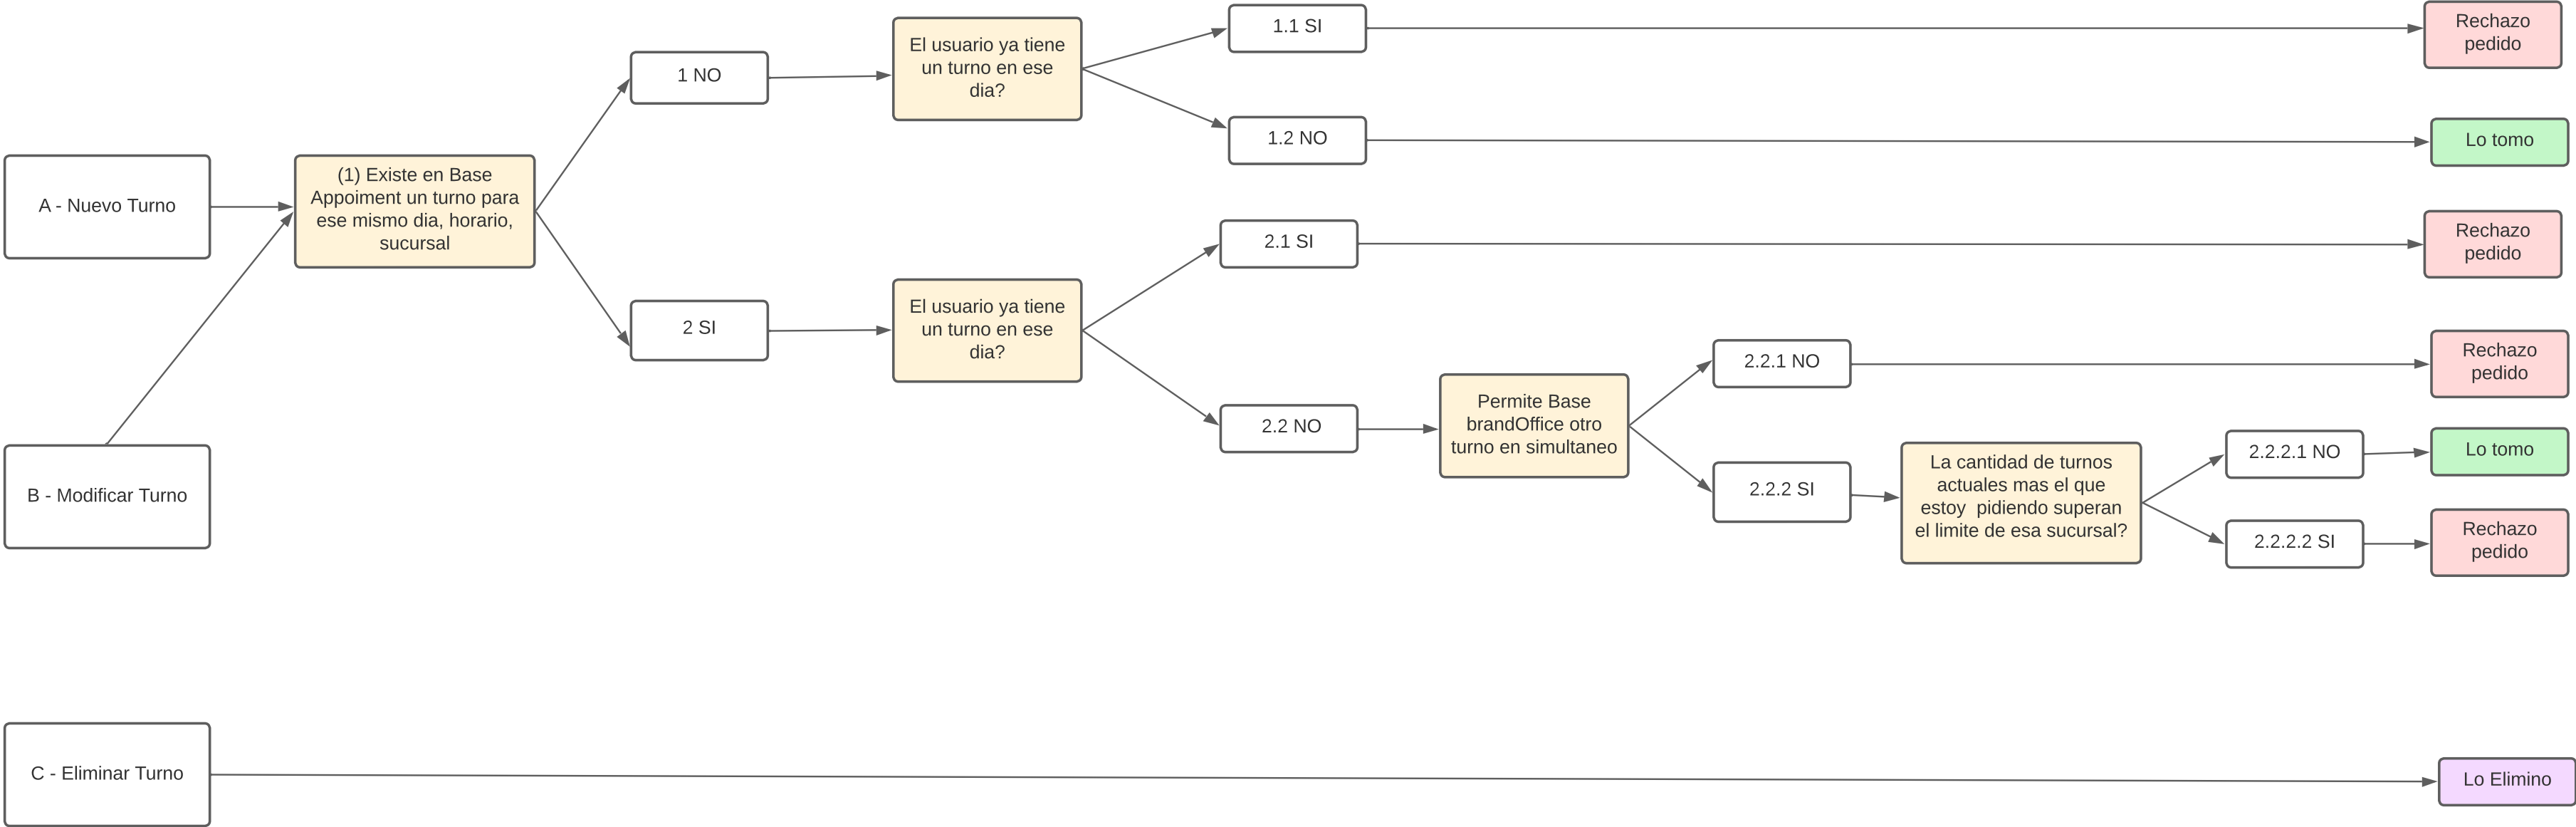 A - Nuevo Turno
(1) Existe en Base
Appoiment un turno para
ese mismo dia, horario,
sucursal
1 NO
El usuario ya tiene
un turno en ese
dia?
1.1 SI
Rechazo
pedido
1.2 NO
Lo tomo
2 SI
El usuario ya tiene
un turno en ese
dia?
2.1 SI
Rechazo
pedido
2.2 NO
Permite Base
brandOffice otro
turno en simultaneo
2.2.1 NO
Rechazo
pedido
2.2.2 SI
La cantidad de turnos
actuales mas el que
estoy  pidiendo superan
el limite de esa sucursal?
2.2.2.1 NO
Lo tomo
2.2.2.2 SI
Rechazo
pedido
B - Modificar Turno
C - Eliminar Turno
Lo Elimino